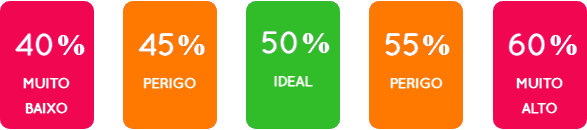 40%
MUITO
BAIXO
45%
PERIGO
50%
IDEAL
55%
PERIGO
60%
MUITO
ALTO